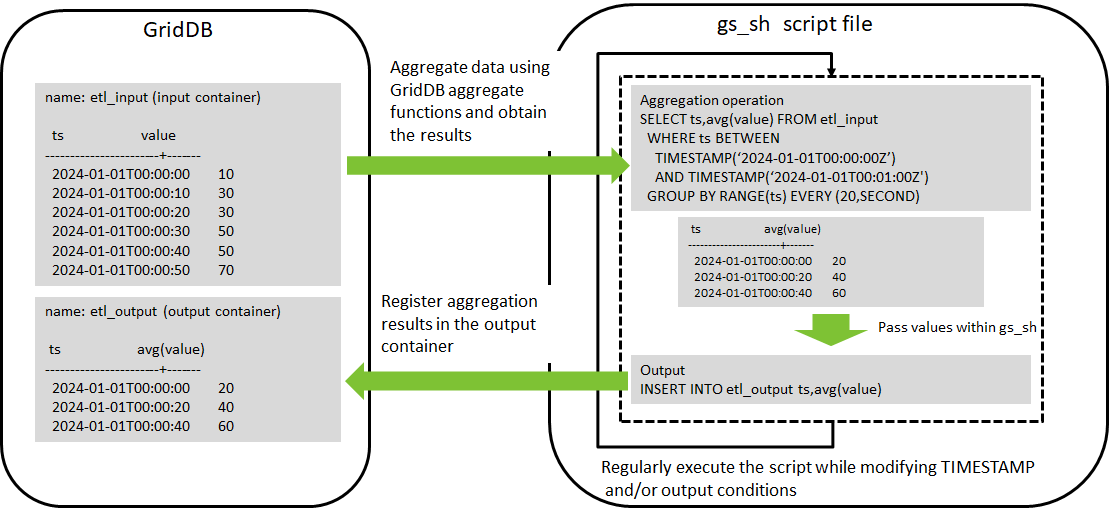 GridDB
name: etl_input (input container)
ts value
-----------------------+-------
2024-01-01T00:00:00 10
2024-01-01T00:00:10 30
2024-01-01T00:00:20 30
2024-01-01T00:00:30 50
2024-01-01T00:00:40 50
2024-01-01T00:00:50 70
name: etl_output (output container)
ts avg(value)
-----------------------+-------
2024-01-01T00:00:00 20
2024-01-01T00:00:20 40
2024-01-01T00:00:40 60
Aggregate data using
GridDB aggregate
functions and obtain
the results
Register aggregation
results in the output
container
gs_sh script file
Aggregation operation
SELECT ts,avg(value) FROM etl_input
WHERE ts BETWEEN
TIMESTAMP(‘2024-01-01T00:00:00Z’)
AND TIMESTAMP(‘2024-01-01T00:01:00Z')
GROUP BY RANGE(ts) EVERY (20,SECOND)
ts avg(value)
-----------------------+-------
2024-01-01T00:00:00 20
2024-01-01T00:00:20 40
2024-01-01T00:00:40 60
Pass values within gs_sh
Output
INSERT INTO etl_output ts,avg(value)
Regularly execute the script while modifying TIMESTAMP
and/or output conditions